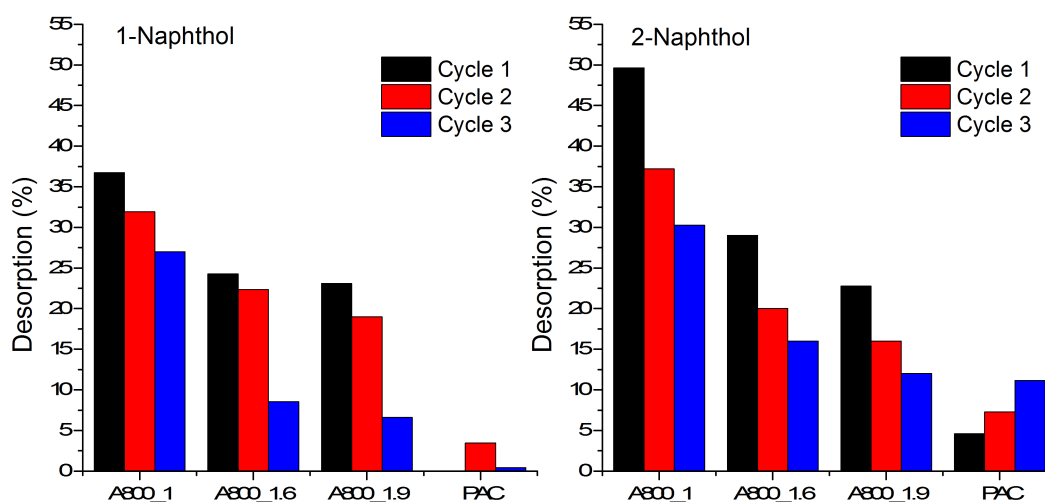 1-Naphthol
Cycle 1
Cycle 2
Cycle 3
Desorption (%)
55
50
45
40
35
30
25
20
15
10
5
0
A800_1
A800_1.6
A800_1.9
PAC
2-Naphthol
Cycle 1
Cycle 2
Cycle 3
Desorption (%)
55
50
45
40
35
30
25
20
15
10
5
0
A800_1
A800_1.6
A800_1.9
PAC